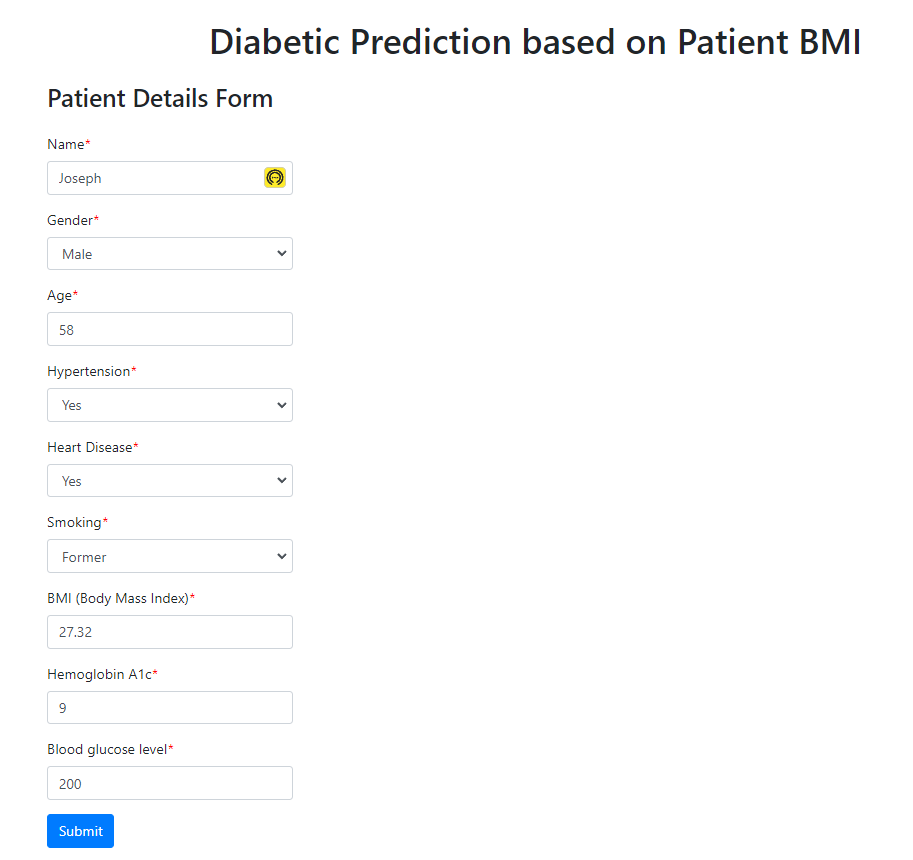 Diabetic Prediction based on Patient BMI
Patient Details Form
Name*
Joseph
Gender*
Male
Age*
58
Hypertension*
Yes
Heart Disease*
Yes
Smoking*
Former
BMI (Body Mass Index)*
27.32
Hemoglobin A1c*
9
Blood glucose level*
200
Submit